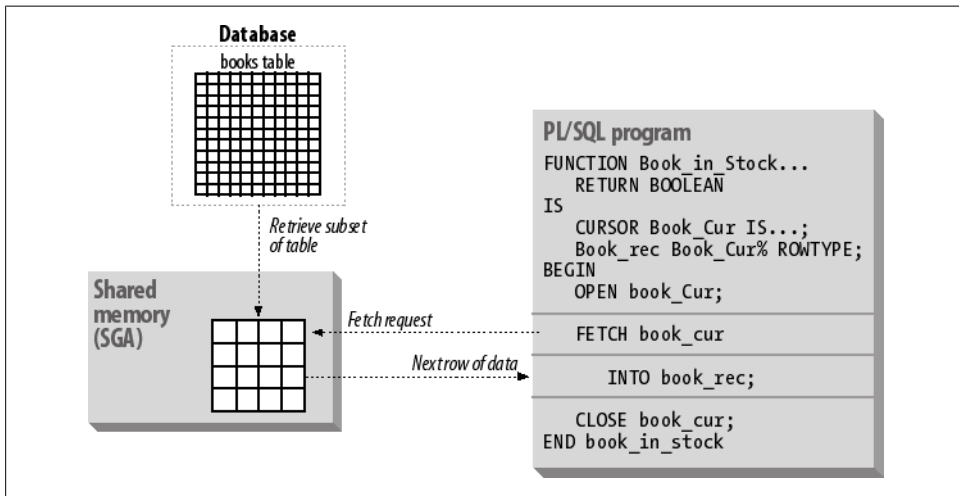 Database
books table
Retrieve subset
of table
Shared
memory
(SGA)
Fetch request
Next row of data
PL/SQL program
FUNCTION Book_in_Stock...
RETURN BOOLEAN
IS
CURSOR Book_Cur IS...;
Book_rec Book_Cur% ROWTYPE;
BEGIN
OPEN book_Cur;
FETCH book_cur
INTO book_rec;
CLOSE book_cur;
END book_in_stock